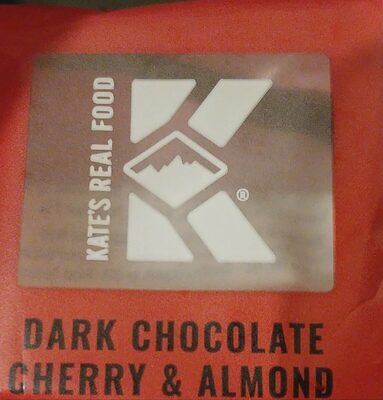 KATE'S REAL FOOD
K
®
DARK CHOCOLATE
CHERRY & ALMOND